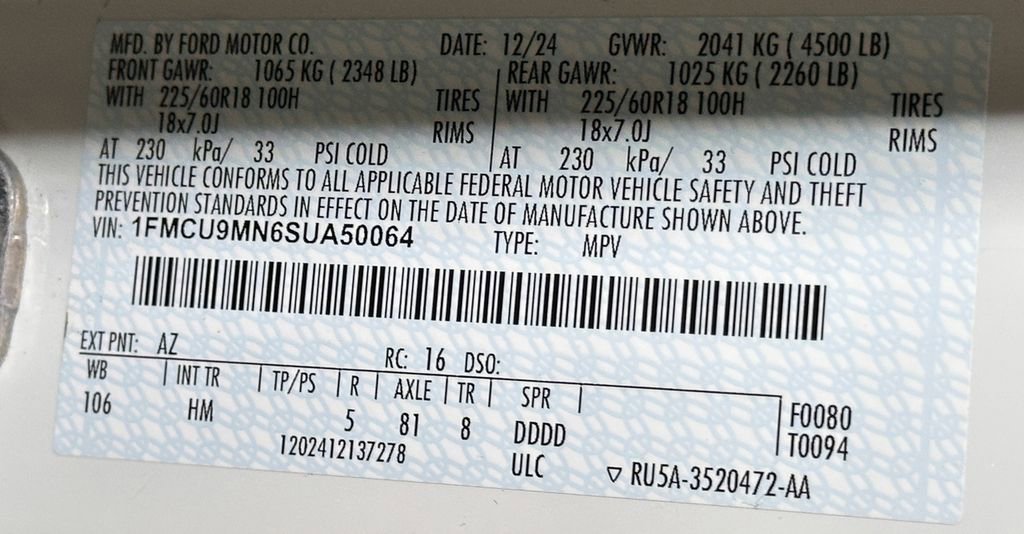 MFD. BY FORD MOTOR CO. DATE: 12/24 GVWR: 2041 KG ( 4500 LB)
FRONT GAWR: 1065 KG ( 2348 LB) REAR GAWR: 1025 KG ( 2260 LB)
WITH 225/60R18 100H TIRES WITH 225/60R18 100H TIRES
18x7.0J RIMS 18x7.0J RIMS
AT 230 kPa/ 33 PSI COLD AT 230 kPa/ 33 PSI COLD
THIS VEHICLE CONFORMS TO ALL APPLICABLE FEDERAL MOTOR VEHICLE SAFETY AND THEFT
PREVENTION STANDARDS IN EFFECT ON THE DATE OF MANUFACTURE SHOWN ABOVE.
VIN: 1FMCU9MN6SUA50064 TYPE: MPV
EXT PNT: AZ RC: 16 DSO:
WB INT TR TP/PS R AXLE TR SPR F0080
106 HM 5 81 8 DDDD T0094
1202412137278 ULC ▽ RU5A-3520472-AA